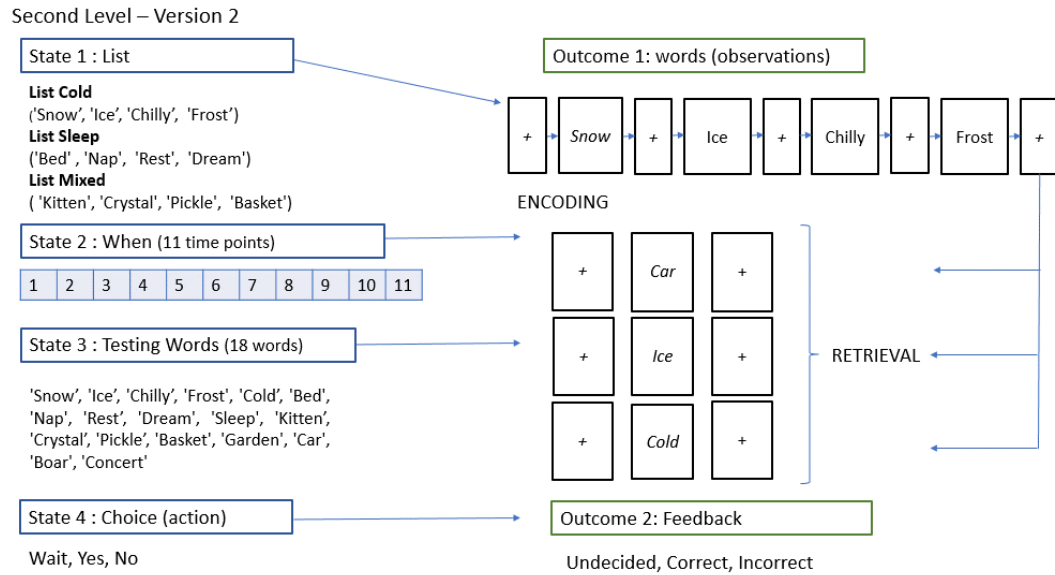 Second Level – Version 2
State 1 : List
Outcome 1: words (observations)
List Cold
('Snow', 'Ice', 'Chilly', 'Frost')
List Sleep
('Bed' , 'Nap', 'Rest', 'Dream')
List Mixed
( 'Kitten', 'Crystal', 'Pickle', 'Basket')
+ Snow + Ice + Chilly + Frost +
ENCODING
State 2 : When (11 time points)
1 2 3 4 5 6 7 8 9 10 11
+ Car +
State 3 : Testing Words (18 words)
+ Ice +
RETRIEVAL
'Snow', 'Ice', 'Chilly', 'Frost', 'Cold', 'Bed',
'Nap', 'Rest', 'Dream', 'Sleep', 'Kitten',
'Crystal', 'Pickle', 'Basket', 'Garden', 'Car',
'Boar', 'Concert'
+ Cold +
State 4 : Choice (action)
Outcome 2: Feedback
Wait, Yes, No
Undecided, Correct, Incorrect